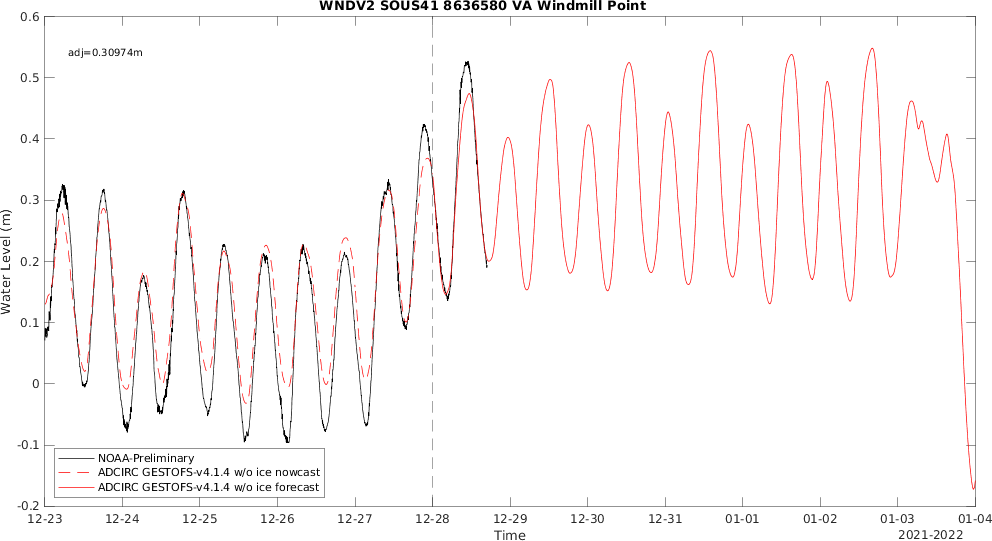 WNDV2 SOUS41 8636580 VA Windmill Point
0.6
adj=0.30974m
0.5
0.4
0.3
0.2
0.1
0
-0.1
-0.2
Water Level (m)
NOAA-Preliminary
ADCIRC GESTOFS-v4.1.4 w/o ice nowcast
ADCIRC GESTOFS-v4.1.4 w/o ice forecast
12-23 12-24 12-25 12-26 12-27 12-28 12-29 12-30 12-31 01-01 01-02 01-03 01-04
Time
2021-2022